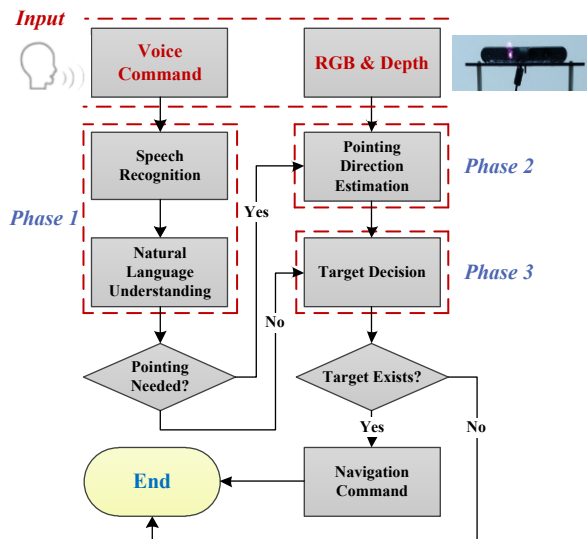 Input
Voice
Command
RGB & Depth
Speech
Recognition
Pointing
Direction
Estimation
Phase 2
Yes
Phase 1
Natural
Language
Understanding
Target Decision
Phase 3
No
Pointing
Needed?
Target Exists?
Yes
No
End
Navigation
Command